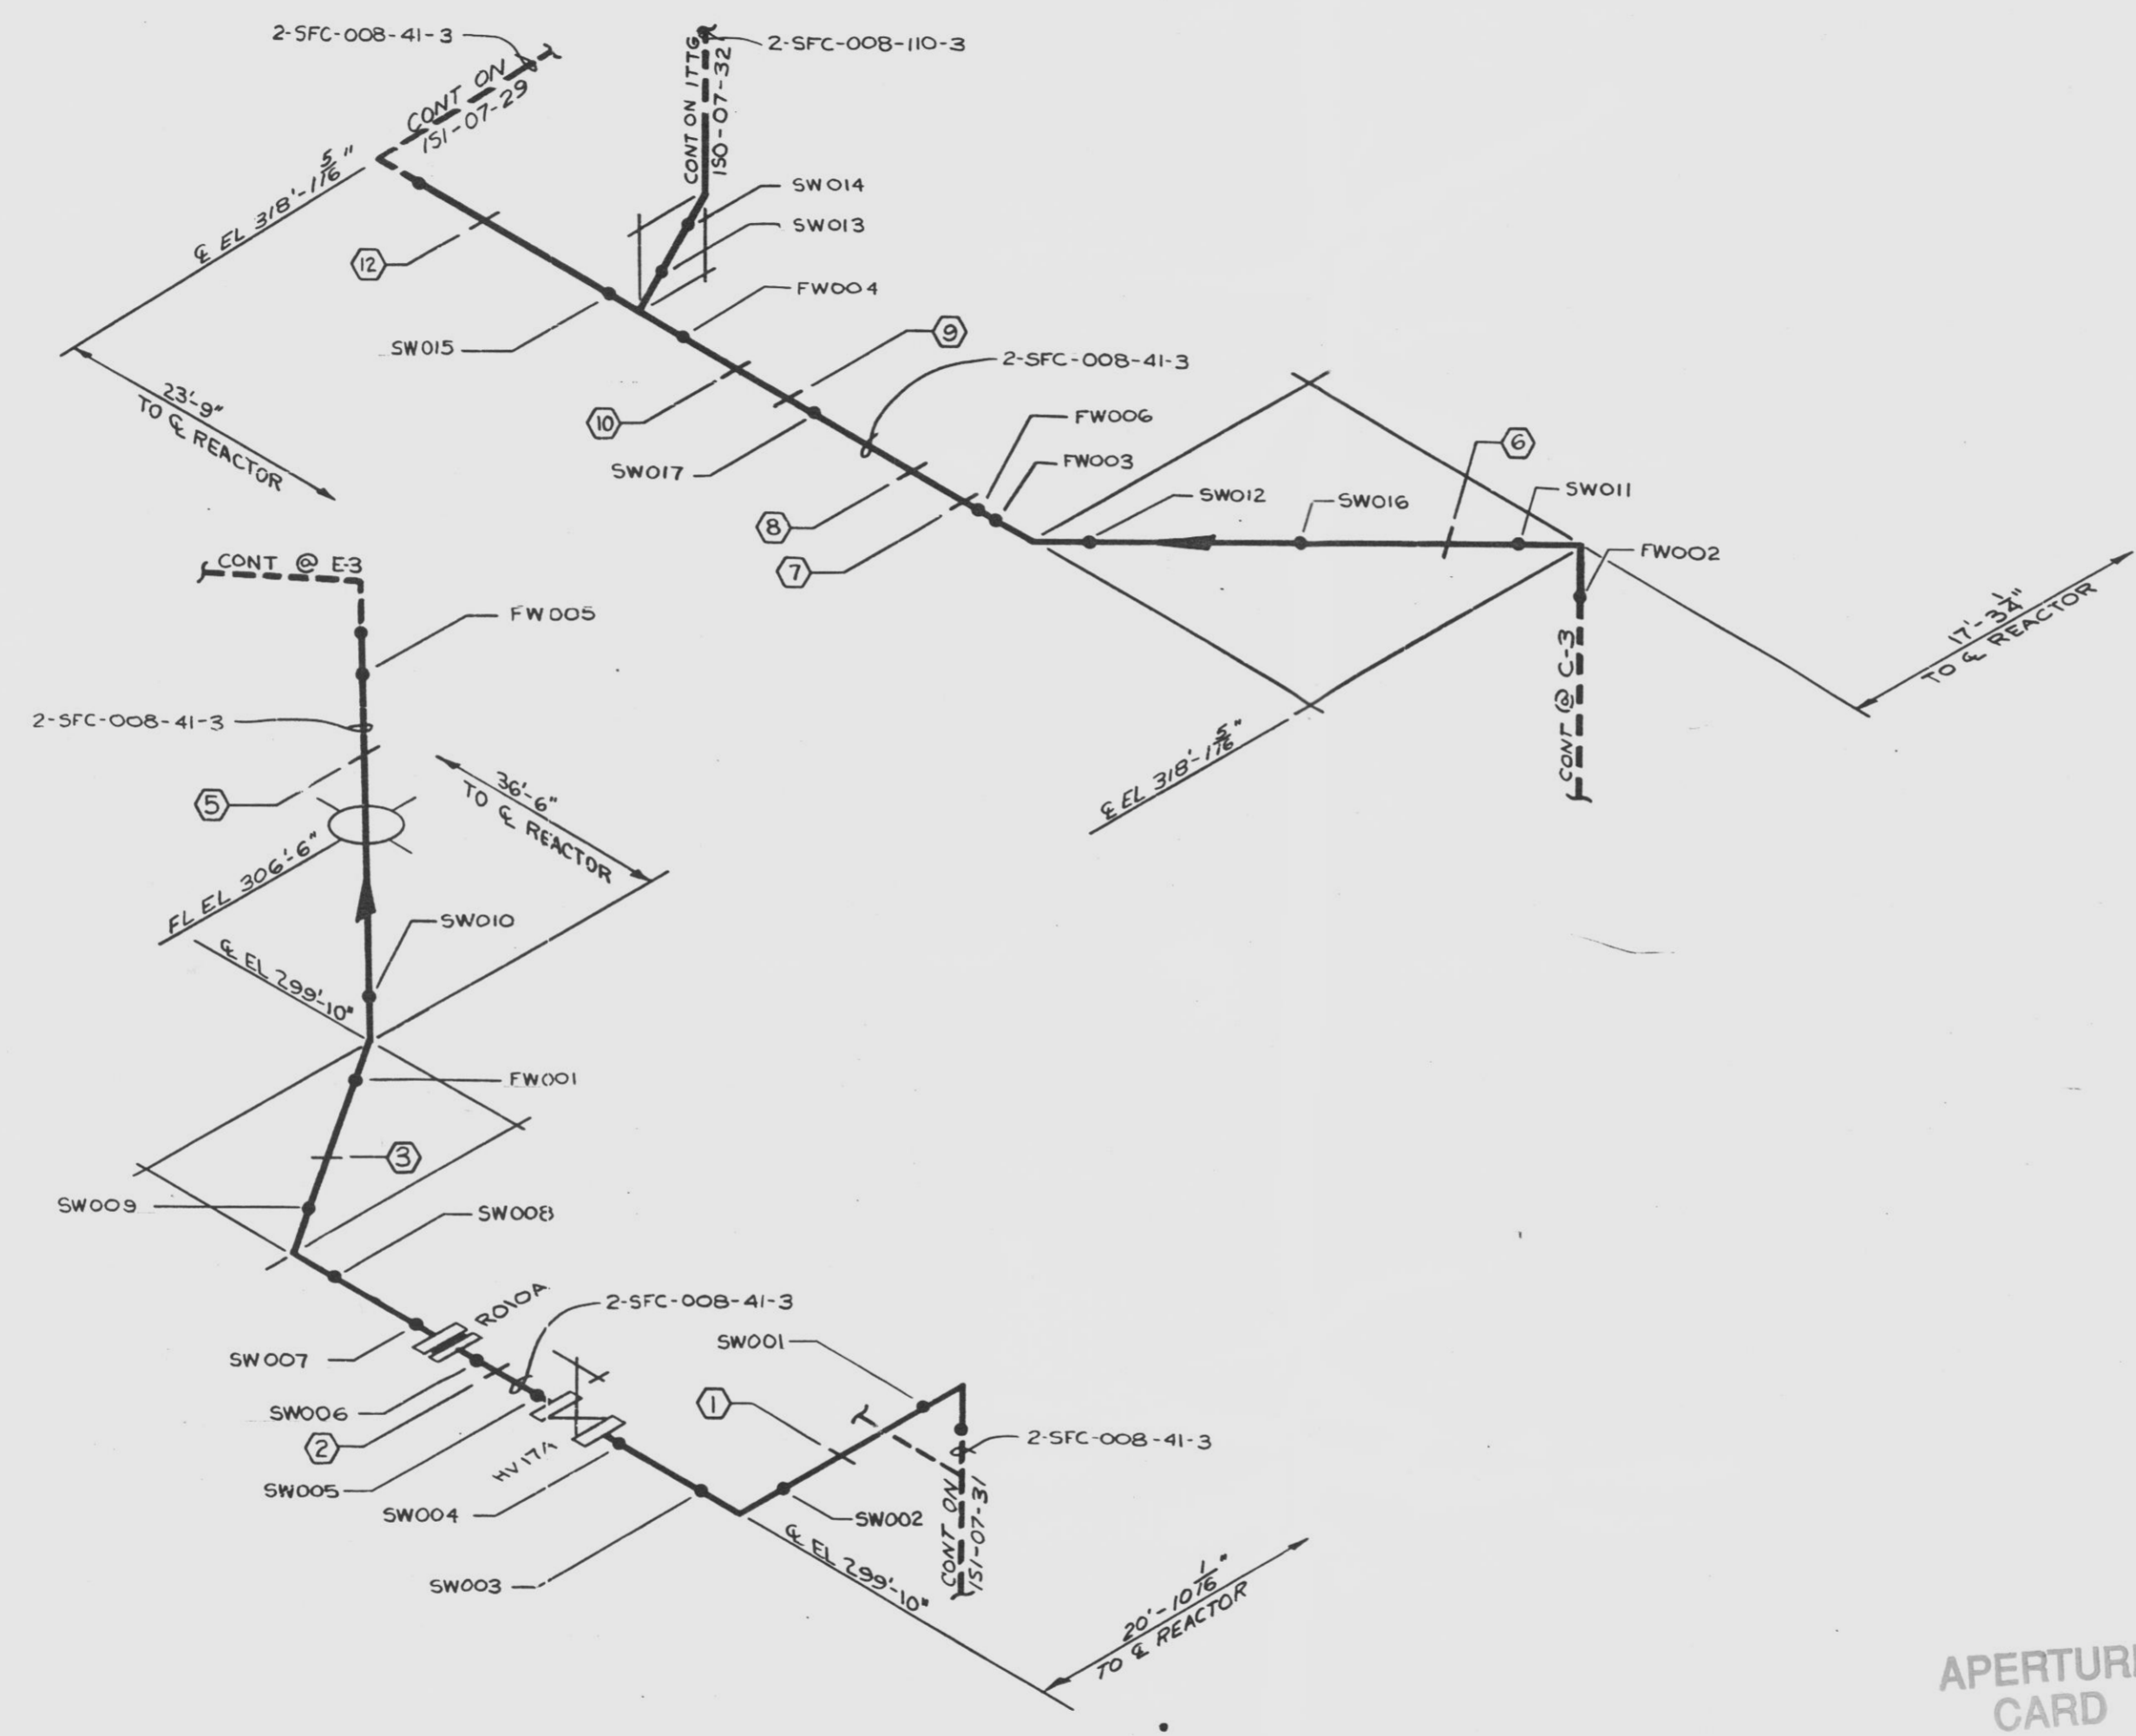 2-SFC-008-41-3
CONT ON
ISI-07-29
2-SFC-008-110-3
CONT ON ITTG
ISO-07-32
℄ EL 318'-1 5/16"
SW014
SW013
12
FW004
SW015
23'-9"
TO ℄ REACTOR
9
10
2-SFC-008-41-3
SW017
FW006
FW003
6
8
7
SW012
SW016
SW011
FW002
17'-3 1/4"
TO ℄ REACTOR
CONT @ C-3
℄ EL 318'-1 5/16"
CONT @ E-3
FW005
2-SFC-008-41-3
5
36'-6"
TO ℄ REACTOR
FL EL 306'-6"
SW010
℄ EL 299'-10"
FW001
3
SW009
SW008
RO10A
2-SFC-008-41-3
SW007
SW001
SW006
1
2
HV17A
SW005
2-SFC-008-41-3
SW004
SW002
CONT ON
ISI-07-31
SW003
℄ EL 299'-10"
20'-10 1/16"
TO ℄ REACTOR
APERTURE
CARD